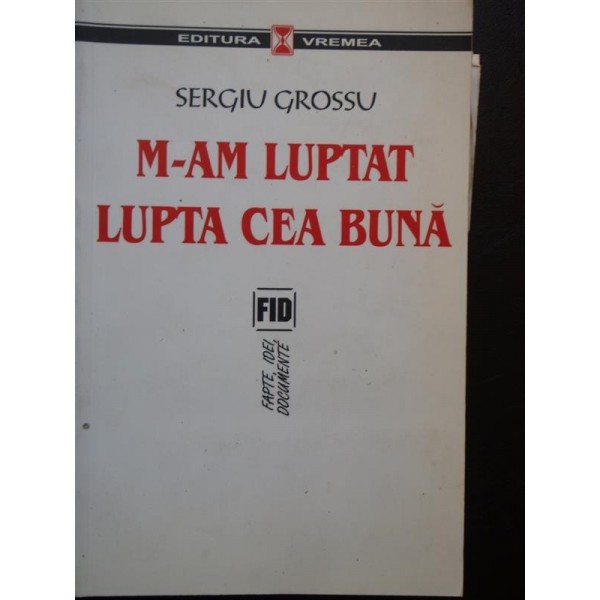 EDITURA VREMEA
SERGIU GROSSU
M-AM LUPTAT
LUPTA CEA BUNĂ
FID
FAPTE, IDEI,
DOCUMENTE